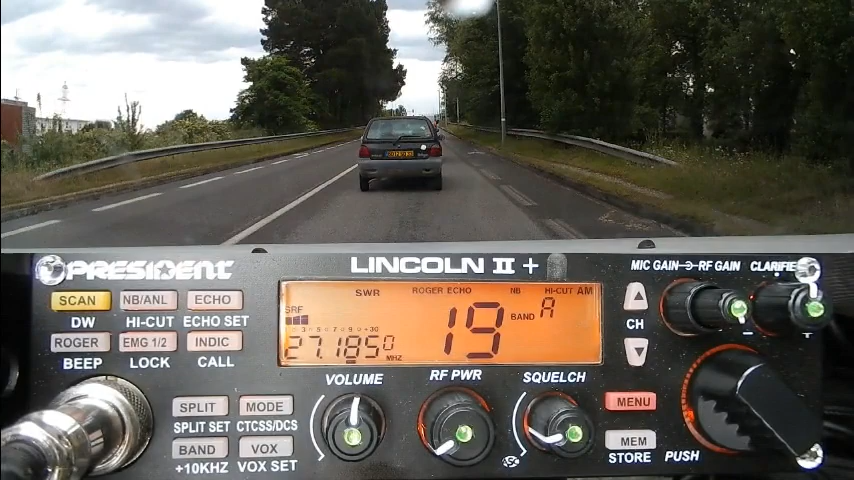 PRESIDENT
LINCOLN II +
MIC GAIN RF GAIN CLARIFIER
SCAN NB/ANL ECHO
DW HI-CUT ECHO SET
ROGER EMG 1/2 INDIC
BEEP LOCK CALL
SWR ROGER ECHO NB HI-CUT AM
SRF
27.1850 MHZ
19
BAND A
CH
VOLUME RF PWR SQUELCH
SPLIT MODE
SPLIT SET CTCSS/DCS
BAND VOX
+10KHZ VOX SET
MENU
MEM
STORE PUSH